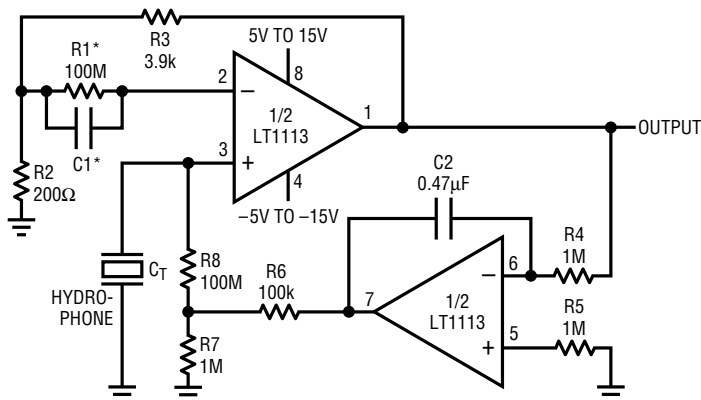 R3
3.9k
5V TO 15V
R1*
100M
C1*
2
8
1
3
4
1/2
LT1113
–5V TO –15V
OUTPUT
R2
200Ω
CT
HYDRO-
PHONE
R8
100M
R7
1M
R6
100k
C2
0.47µF
7
6
5
1/2
LT1113
R4
1M
R5
1M